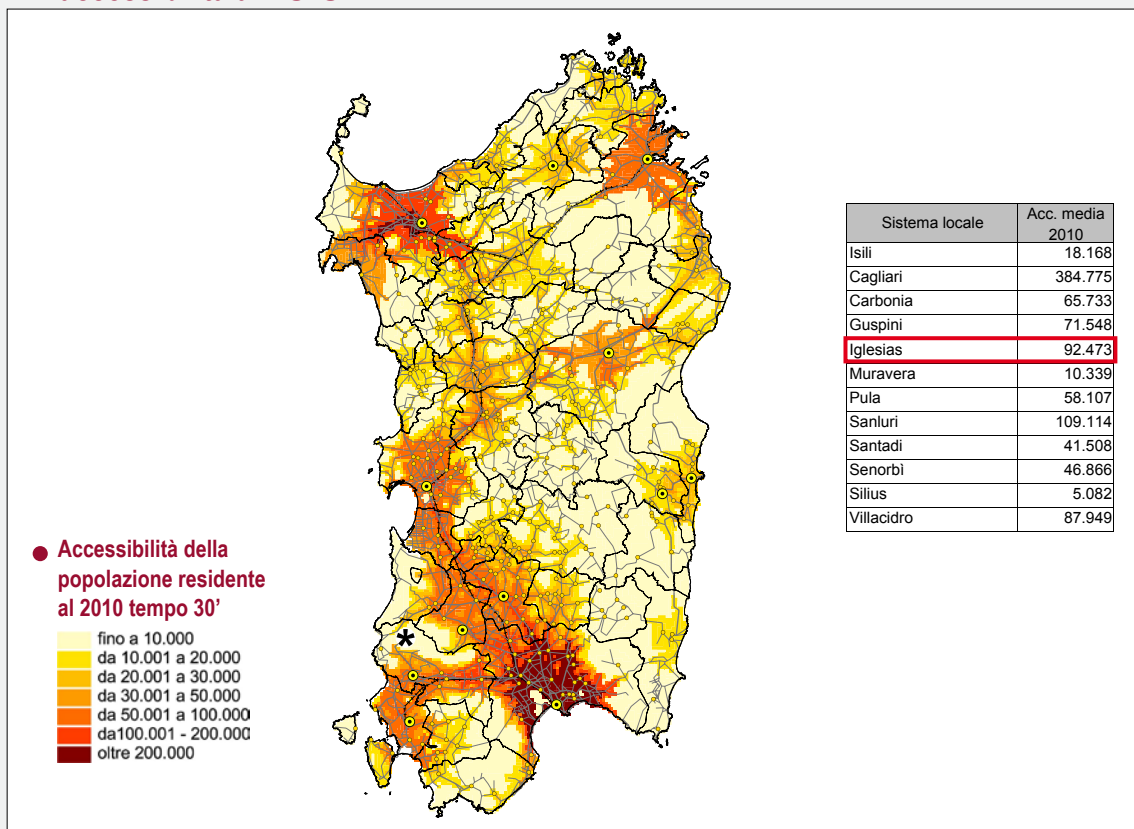 Sistema locale Acc. media 2010
Isili 18.168
Cagliari 384.775
Carbonia 65.733
Guspini 71.548
Iglesias 92.473
Muravera 10.339
Pula 58.107
Sanluri 109.114
Santadi 41.508
Senorbì 46.866
Silius 5.082
Villacidro 87.949
* 
● Accessibilità della
popolazione residente
al 2010 tempo 30’
fino a 10.000
da 10.001 a 20.000
da 20.001 a 30.000
da 30.001 a 50.000
da 50.001 a 100.000
da100.001 - 200.000
oltre 200.000